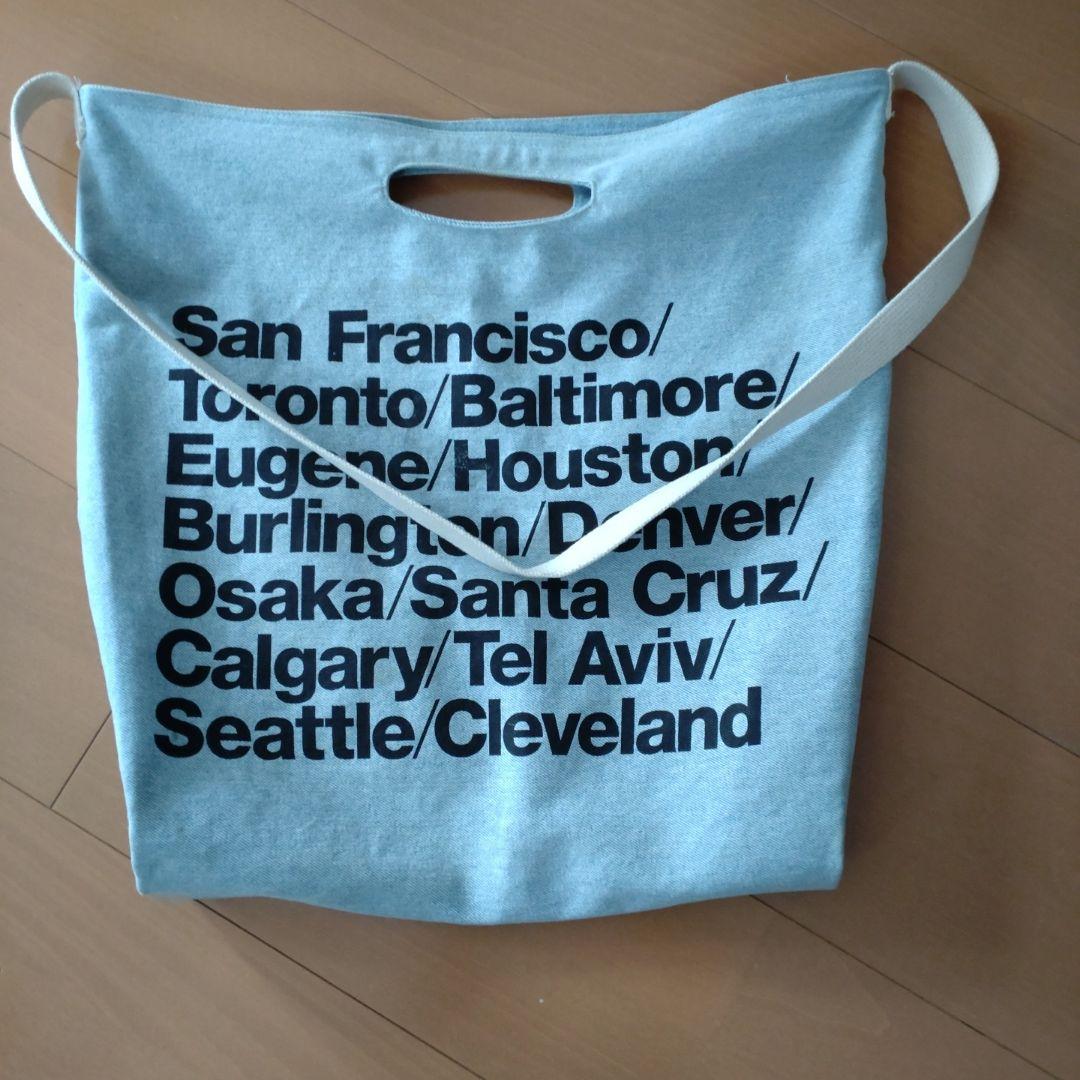 San Francisco/
Toronto/Baltimore/
Eugene/Houston/
Burlington/Denver/
Osaka/Santa Cruz/
Calgary/Tel Aviv/
Seattle/Cleveland